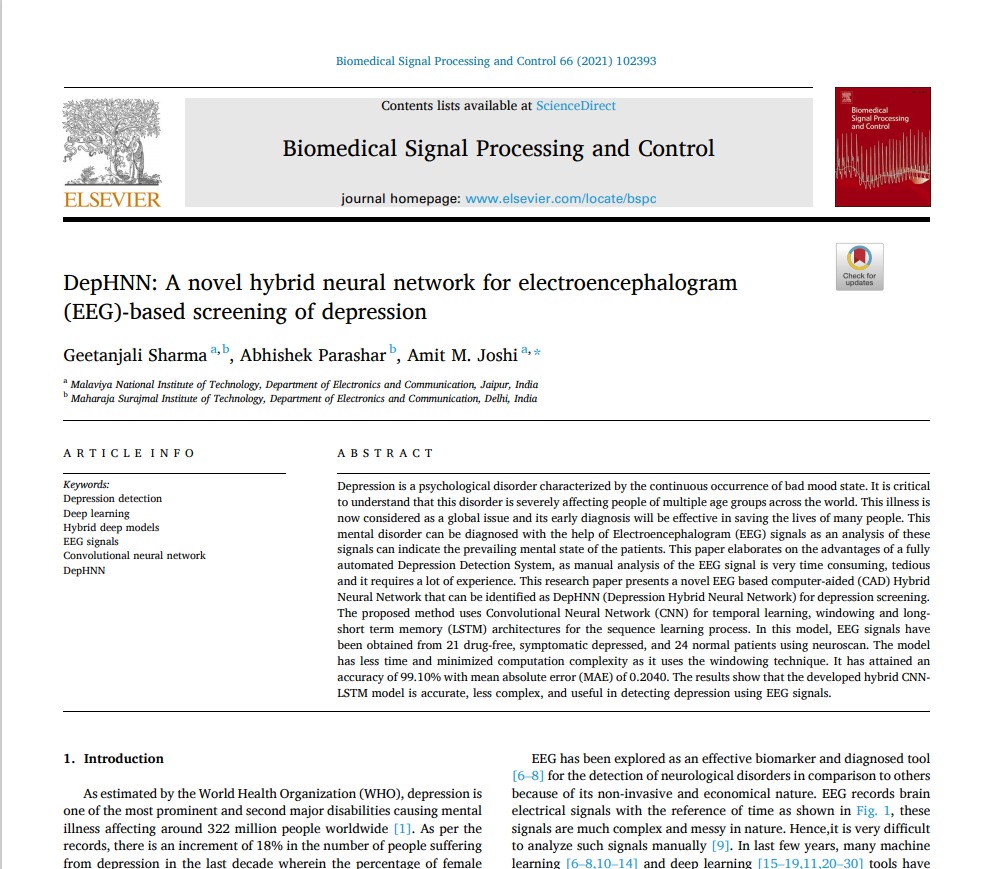 Biomedical Signal Processing and Control 66 (2021) 102393
Contents lists available at ScienceDirect
Biomedical Signal Processing and Control
journal homepage: www.elsevier.com/locate/bspc
ELSEVIER
Biomedical
Signal Processing
and Control
Check for
updates
DepHNN: A novel hybrid neural network for electroencephalogram
(EEG)-based screening of depression
Geetanjali Sharma a,b, Abhishek Parashar b, Amit M. Joshi a,*
a Malaviya National Institute of Technology, Department of Electronics and Communication, Jaipur, India
b Maharaja Surajmal Institute of Technology, Department of Electronics and Communication, Delhi, India
ARTICLE INFO
Keywords:
Depression detection
Deep learning
Hybrid deep models
EEG signals
Convolutional neural network
DepHNN
ABSTRACT
Depression is a psychological disorder characterized by the continuous occurrence of bad mood state. It is critical
to understand that this disorder is severely affecting people of multiple age groups across the world. This illness is
now considered as a global issue and its early diagnosis will be effective in saving the lives of many people. This
mental disorder can be diagnosed with the help of Electroencephalogram (EEG) signals as an analysis of these
signals can indicate the prevailing mental state of the patients. This paper elaborates on the advantages of a fully
automated Depression Detection System, as manual analysis of the EEG signal is very time consuming, tedious
and it requires a lot of experience. This research paper presents a novel EEG based computer-aided (CAD) Hybrid
Neural Network that can be identified as DepHNN (Depression Hybrid Neural Network) for depression screening.
The proposed method uses Convolutional Neural Network (CNN) for temporal learning, windowing and long-
short term memory (LSTM) architectures for the sequence learning process. In this model, EEG signals have
been obtained from 21 drug-free, symptomatic depressed, and 24 normal patients using neuroscan. The model
has less time and minimized computation complexity as it uses the windowing technique. It has attained an
accuracy of 99.10% with mean absolute error (MAE) of 0.2040. The results show that the developed hybrid CNN-
LSTM model is accurate, less complex, and useful in detecting depression using EEG signals.
1. Introduction
As estimated by the World Health Organization (WHO), depression is
one of the most prominent and second major disabilities causing mental
illness affecting around 322 million people worldwide [1]. As per the
records, there is an increment of 18% in the number of people suffering
from depression in the last decade wherein the percentage of female
EEG has been explored as an effective biomarker and diagnosed tool
[6–8] for the detection of neurological disorders in comparison to others
because of its non-invasive and economical nature. EEG records brain
electrical signals with the reference of time as shown in Fig. 1, these
signals are much complex and messy in nature. Hence,it is very difficult
to analyze such signals manually [9]. In last few years, many machine
learning [6–8,10–14] and deep learning [15–19,11,20–30] tools have